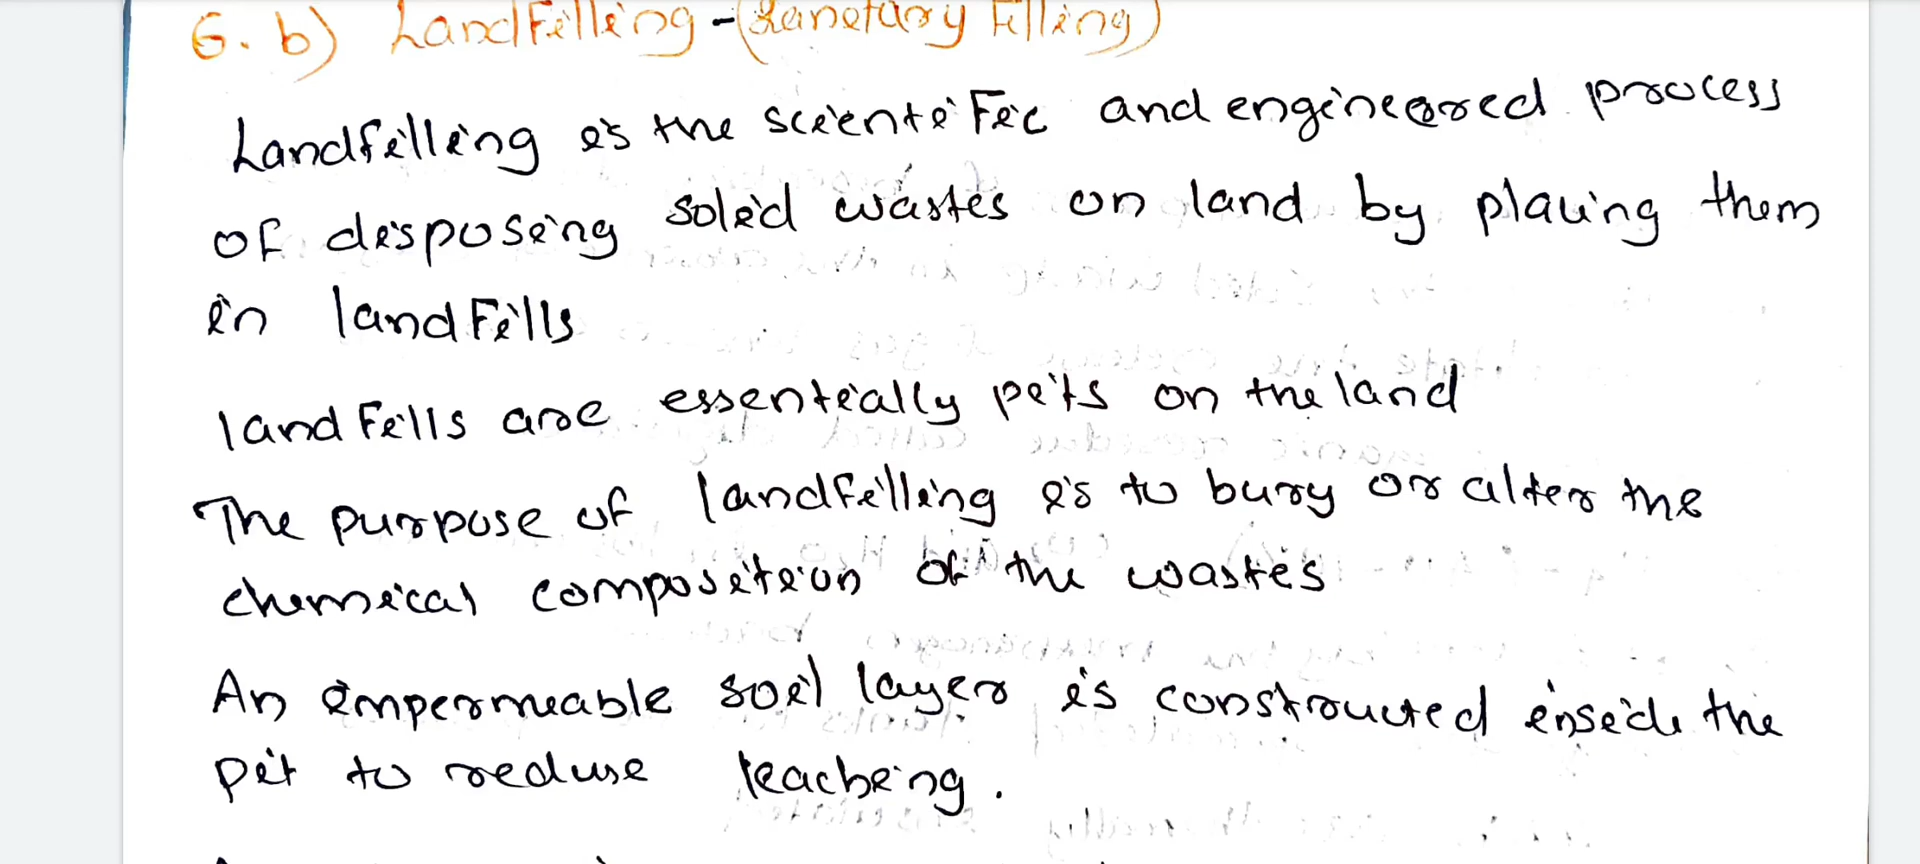 6. b) Landfilling - (Sanetary Filling)
Landfilling is the scientific and engineered process
of disposing solid wastes on land by placing them
in landfills
landfills are essentially pits on the land
The purpose of landfilling is to bury or alter the
chemical composition of the wastes
An impermeable soil layer is constructed inside the
pit to reduse leaching.